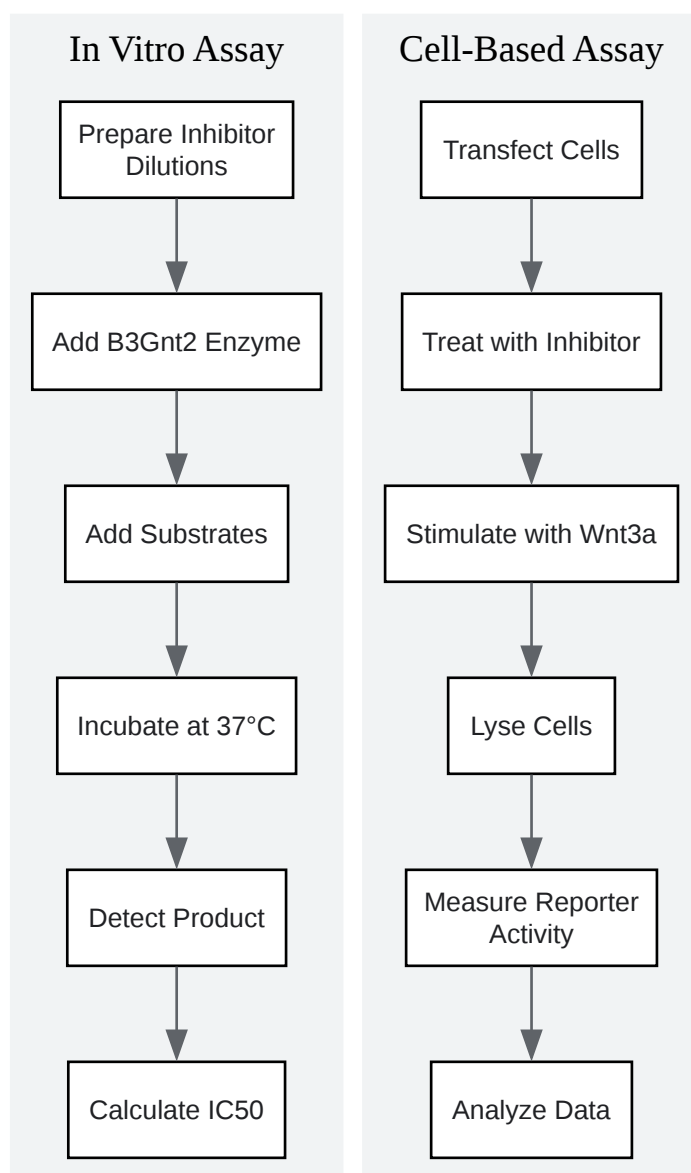 In Vitro Assay
Prepare Inhibitor
Dilutions
Add B3Gnt2 Enzyme
Add Substrates
Incubate at 37°C
Detect Product
Calculate IC50
Cell-Based Assay
Transfect Cells
Treat with Inhibitor
Stimulate with Wnt3a
Lyse Cells
Measure Reporter
Activity
Analyze Data